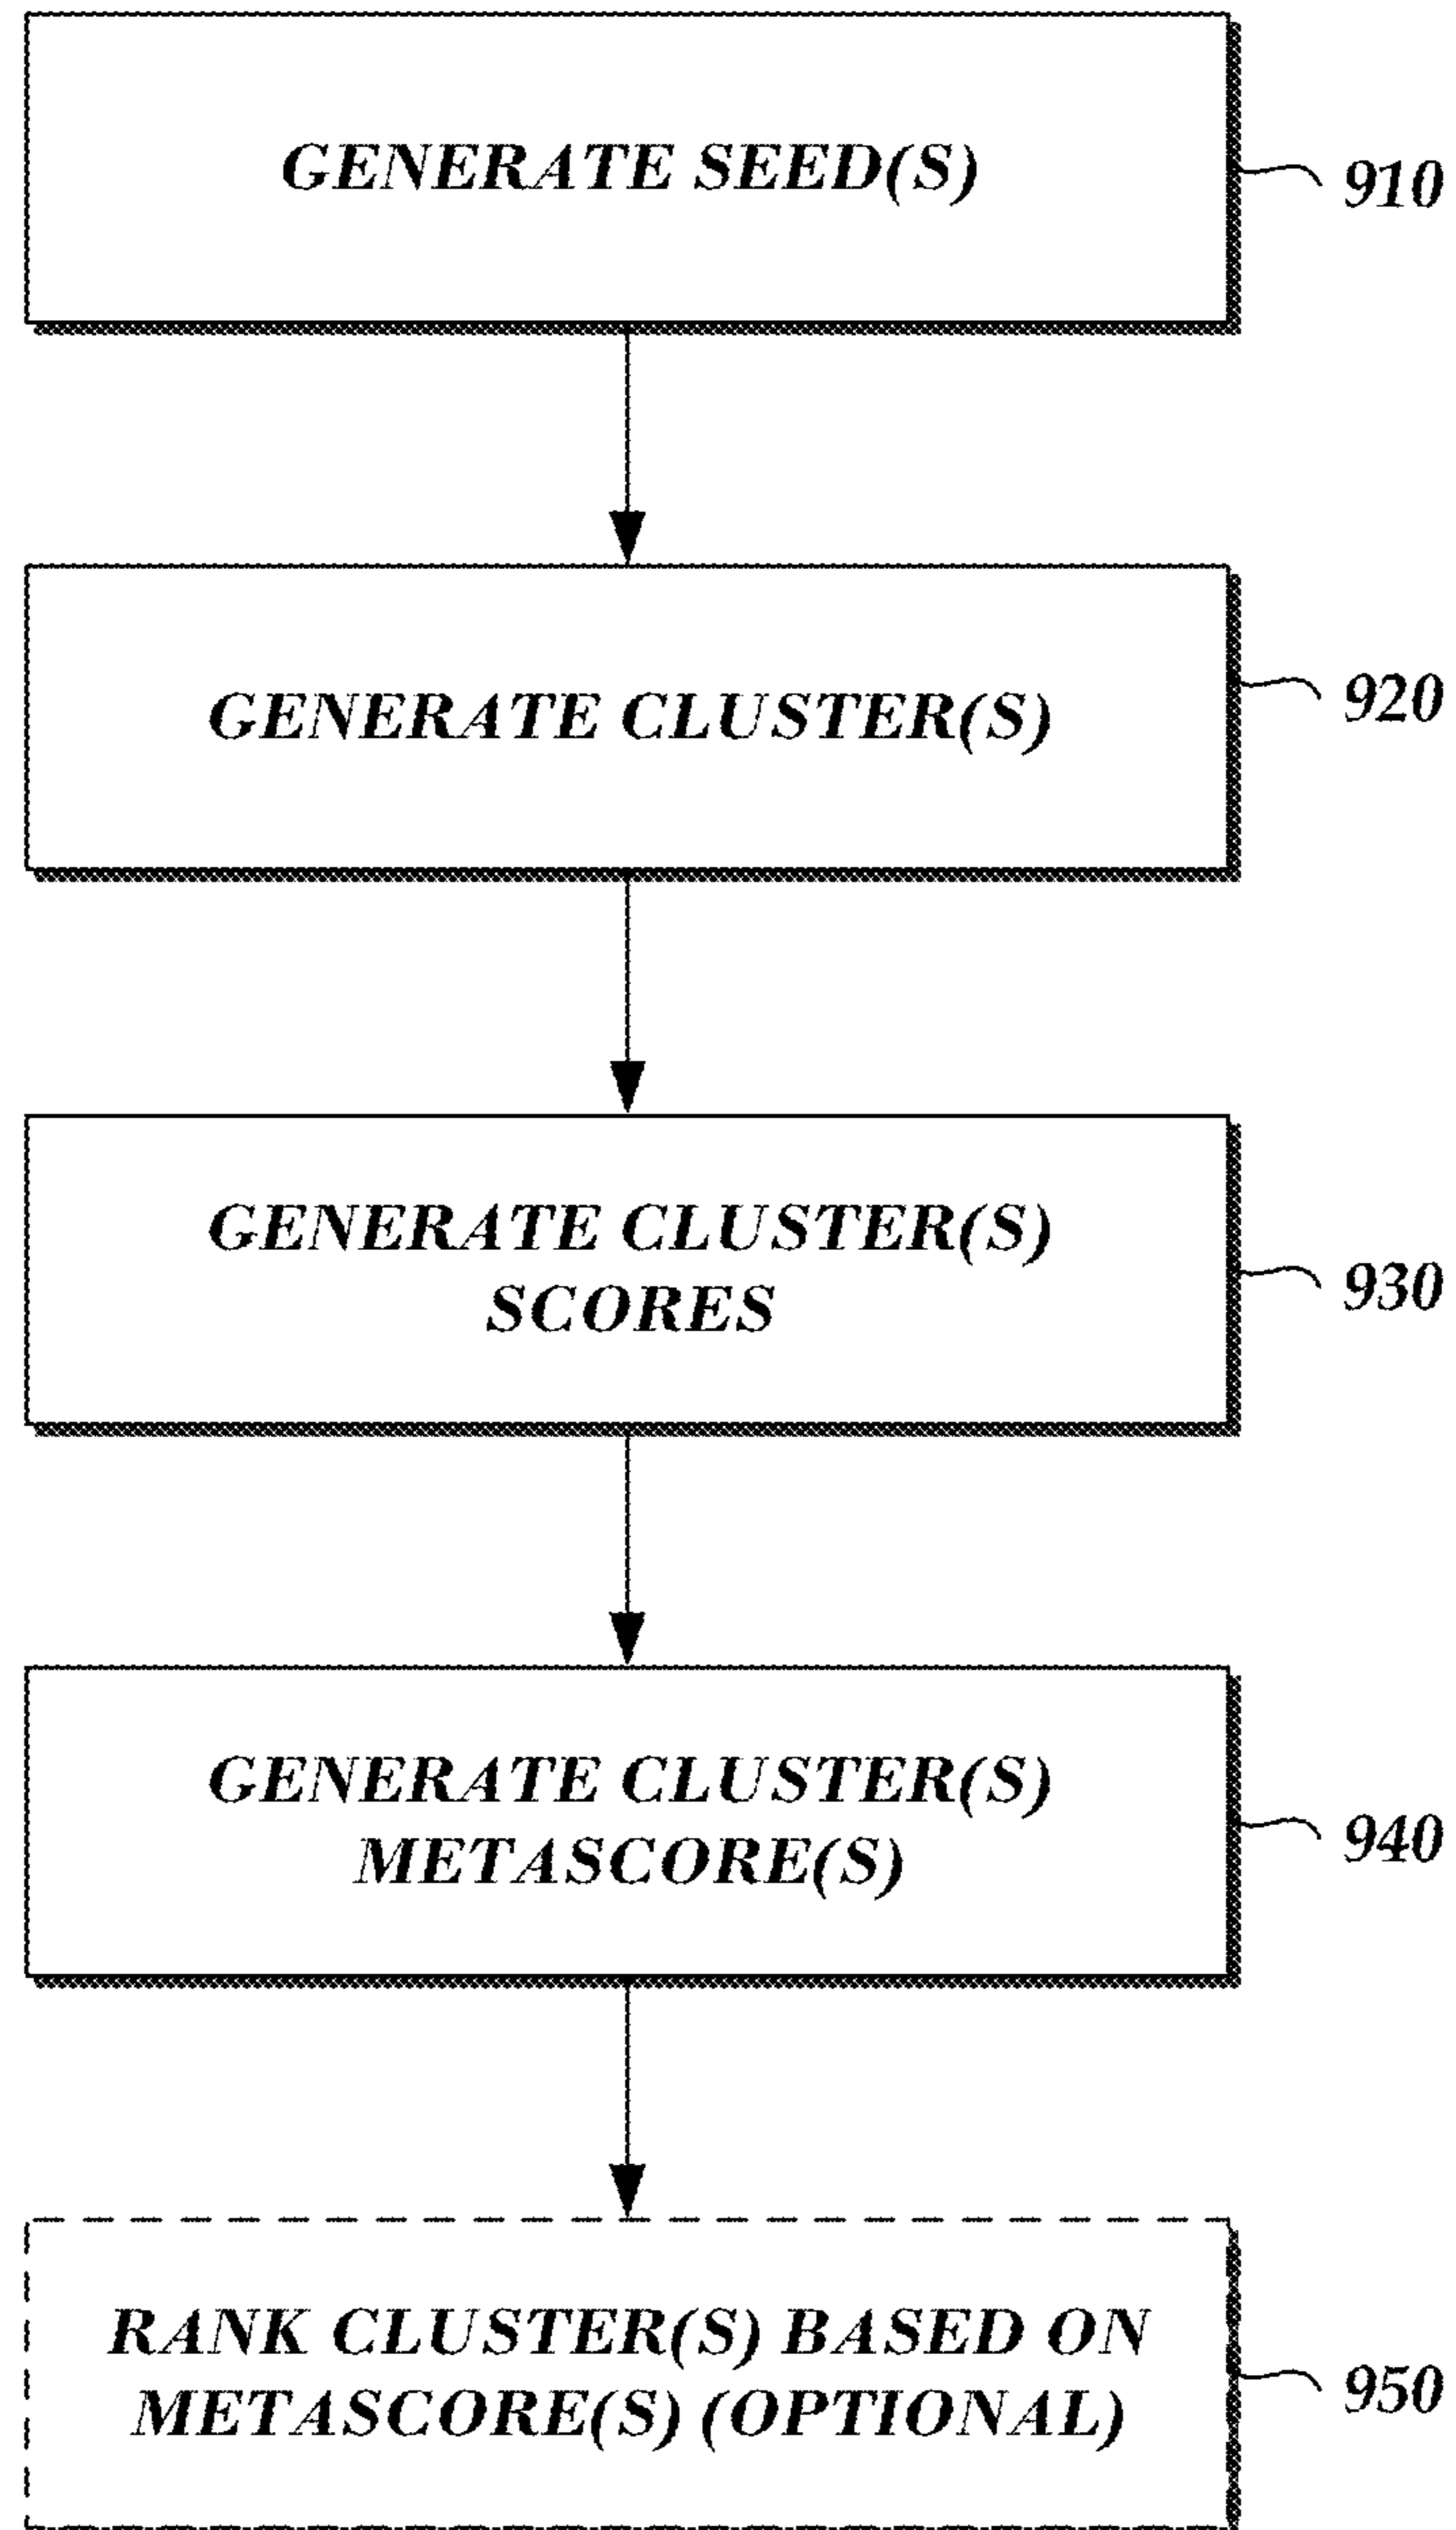 GENERATE SEED(S)
910
GENERATE CLUSTER(S)
920
GENERATE CLUSTER(S)
SCORES
930
GENERATE CLUSTER(S)
METASCORE(S)
940
RANK CLUSTER(S) BASED ON
METASCORE(S) (OPTIONAL)
950